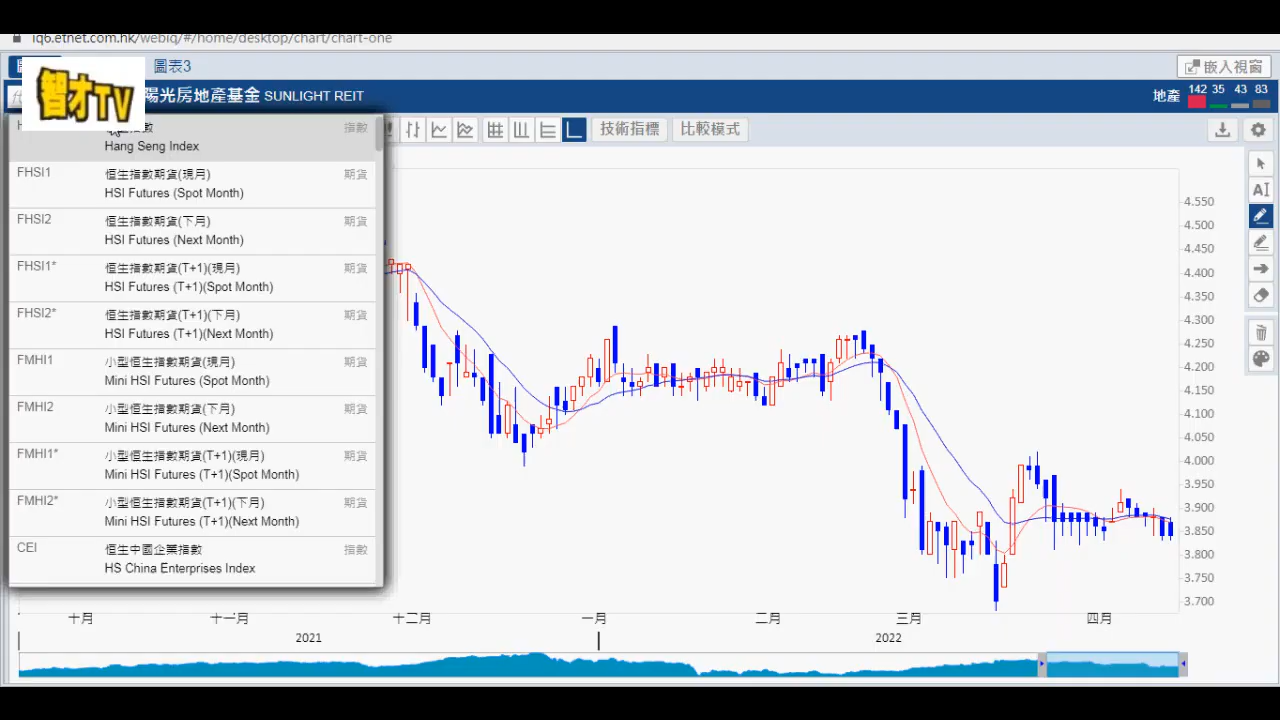 iq6.etnet.com.hk/webiq/#/home/desktop/chart/chart-one
圖表3
嵌入視窗
智才TV
陽光房地產基金 SUNLIGHT REIT
地產
142 35 43 83
指數
Hang Seng Index
技術指標
比較模式
FHSI1 恒生指數期貨(現月) 期貨
HSI Futures (Spot Month)
FHSI2 恒生指數期貨(下月) 期貨
HSI Futures (Next Month)
FHSI1* 恒生指數期貨(T+1)(現月) 期貨
HSI Futures (T+1)(Spot Month)
FHSI2* 恒生指數期貨(T+1)(下月) 期貨
HSI Futures (T+1)(Next Month)
FMHI1 小型恒生指數期貨(現月) 期貨
Mini HSI Futures (Spot Month)
FMHI2 小型恒生指數期貨(下月) 期貨
Mini HSI Futures (Next Month)
FMHI1* 小型恒生指數期貨(T+1)(現月) 期貨
Mini HSI Futures (T+1)(Spot Month)
FMHI2* 小型恒生指數期貨(T+1)(下月) 期貨
Mini HSI Futures (T+1)(Next Month)
CEI 恒生中國企業指數 指數
HS China Enterprises Index
AI
4.550
4.500
4.450
4.400
4.350
4.300
4.250
4.200
4.150
4.100
4.050
4.000
3.950
3.900
3.850
3.800
3.750
3.700
十月 十一月 十二月 一月 二月 三月 四月
2021 2022